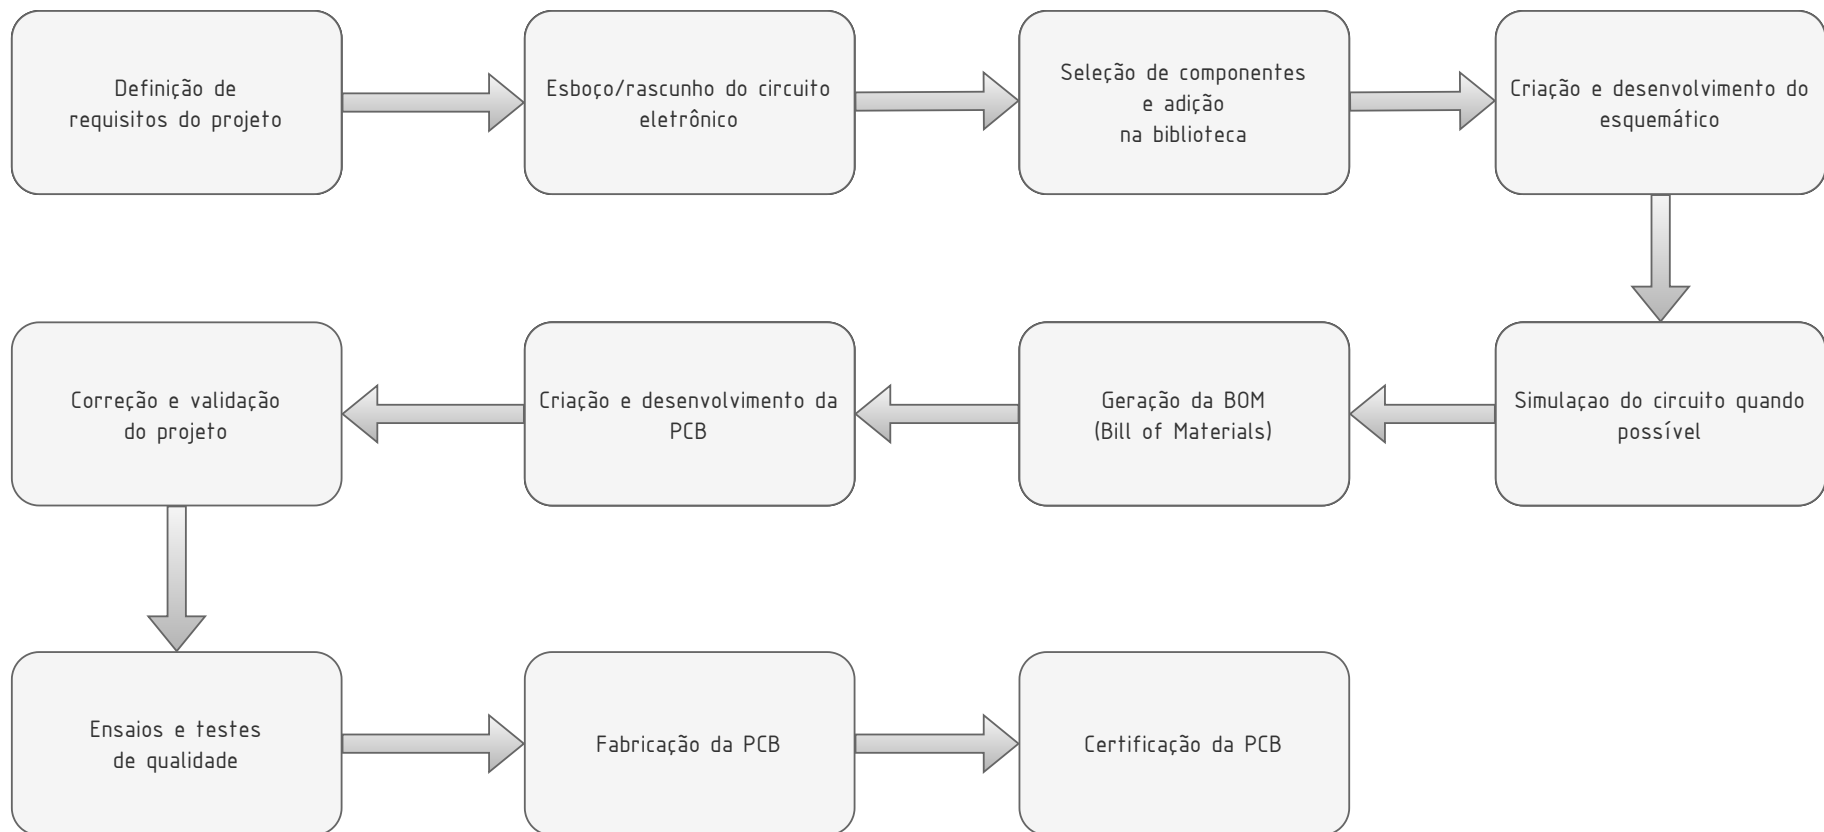 Definição de
requisitos do projeto
Esboço/rascunho do circuito
eletrônico
Seleção de componentes
e adição
na biblioteca
Criação e desenvolvimento do
esquemático
Simulaçao do circuito quando
possível
Geração da BOM
(Bill of Materials)
Criação e desenvolvimento da
PCB
Correção e validação
do projeto
Ensaios e testes
de qualidade
Fabricação da PCB
Certificação da PCB